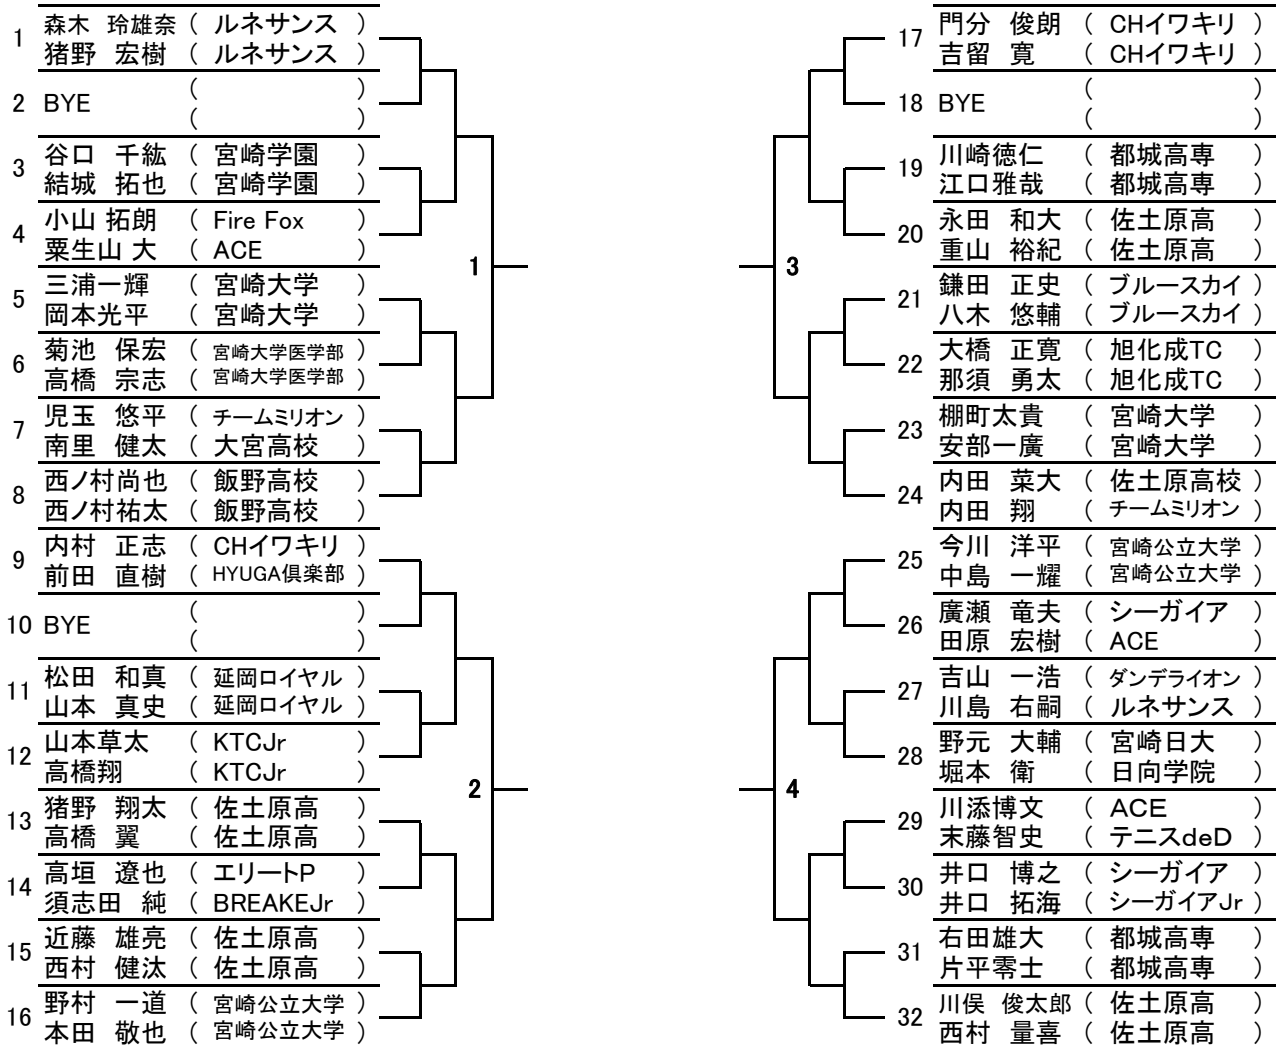 1 森木 玲雄奈 ( ルネサンス )
猪野 宏樹 ( ルネサンス )
2 BYE ( )
( )
3 谷口 千紘 ( 宮崎学園 )
結城 拓也 ( 宮崎学園 )
4 小山 拓朗 ( Fire Fox )
粟生山 大 ( ACE )
5 三浦一輝 ( 宮崎大学 )
岡本光平 ( 宮崎大学 )
6 菊池 保宏 ( 宮崎大学医学部 )
高橋 宗志 ( 宮崎大学医学部 )
7 児玉 悠平 ( チームミリオン )
南里 健太 ( 大宮高校 )
8 西ノ村尚也 ( 飯野高校 )
西ノ村祐太 ( 飯野高校 )
1
9 内村 正志 ( CHイワキリ )
前田 直樹 ( HYUGA倶楽部 )
10 BYE ( )
( )
11 松田 和真 ( 延岡ロイヤル )
山本 真史 ( 延岡ロイヤル )
12 山本草太 ( KTCJr )
高橋翔 ( KTCJr )
13 猪野 翔太 ( 佐土原高 )
高橋 翼 ( 佐土原高 )
14 高垣 遼也 ( エリートP )
須志田 純 ( BREAKEJr )
15 近藤 雄亮 ( 佐土原高 )
西村 健汰 ( 佐土原高 )
16 野村 一道 ( 宮崎公立大学 )
本田 敬也 ( 宮崎公立大学 )
2
17 門分 俊朗 ( CHイワキリ )
吉留 寛 ( CHイワキリ )
18 BYE ( )
( )
19 川崎徳仁 ( 都城高専 )
江口雅哉 ( 都城高専 )
20 永田 和大 ( 佐土原高 )
重山 裕紀 ( 佐土原高 )
21 鎌田 正史 ( ブルースカイ )
八木 悠輔 ( ブルースカイ )
22 大橋 正寛 ( 旭化成TC )
那須 勇太 ( 旭化成TC )
23 棚町太貴 ( 宮崎大学 )
安部一廣 ( 宮崎大学 )
24 内田 菜大 ( 佐土原高校 )
内田 翔 ( チームミリオン )
3
25 今川 洋平 ( 宮崎公立大学 )
中島 一耀 ( 宮崎公立大学 )
26 廣瀬 竜夫 ( シーガイア )
田原 宏樹 ( ACE )
27 吉山 一浩 ( ダンデライオン )
川島 右嗣 ( ルネサンス )
28 野元 大輔 ( 宮崎日大 )
堀本 衛 ( 日向学院 )
29 川添博文 ( ACE )
末藤智史 ( テニスdeD )
30 井口 博之 ( シーガイア )
井口 拓海 ( シーガイアJr )
31 右田雄大 ( 都城高専 )
片平零士 ( 都城高専 )
32 川俣 俊太郎 ( 佐土原高 )
西村 量喜 ( 佐土原高 )
4